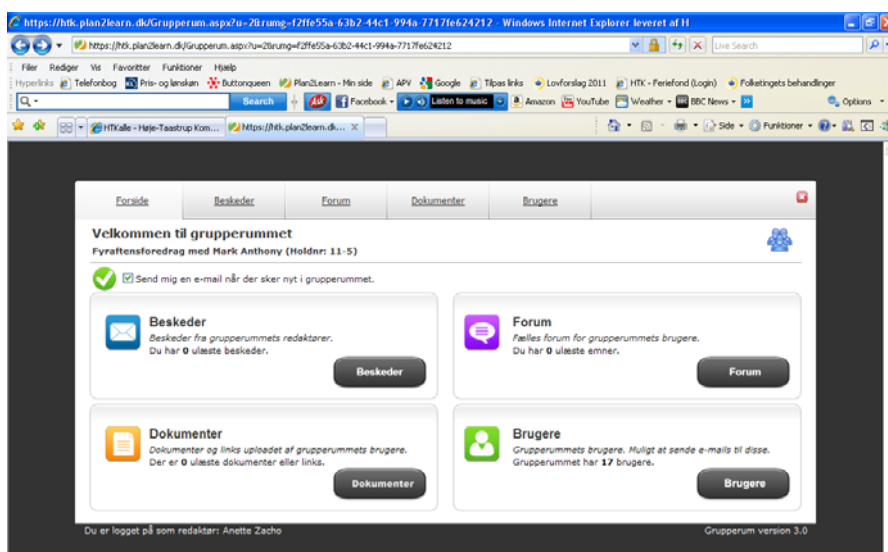 https://htk.plan2learn.dk/Grupperum.aspx?u=2&rumg=f2ffe55a-63b2-44c1-994a-7717fe624212 - Windows Internet Explorer leveret af H
https://htk.plan2learn.dk/Grupperum.aspx?u=2&rumg=f2ffe55a-63b2-44c1-994a-7717fe624212
Live Search
Filer Rediger Vis Favoritter Funktioner Hjælp
Hyperlinks Telefonbog Pris- og lønskøn Buttonqueen Plan2Learn - Min side APV Google Tilpas links Lovforslag 2011 HTK - Feriefond (Login) Folketingets behandlinger
Search Ask Facebook Listen to music Amazon YouTube Weather BBC News Options
HTKalle - Høje-Taastrup Kom... https://htk.plan2learn.dk... X Side Funktioner
Forside Beskeder Forum Dokumenter Brugere
Velkommen til grupperummet
Fyraftensforedrag med Mark Anthony (Holdnr: 11-5)
Send mig en e-mail når der sker nyt i grupperummet.
Beskeder
Beskeder fra grupperummets redaktører.
Du har 0 ulæste beskeder.
Beskeder
Forum
Fælles forum for grupperummets brugere.
Du har 0 ulæste emner.
Forum
Dokumenter
Dokumenter og links uploadet af grupperummets brugere.
Der er 0 ulæste dokumenter eller links.
Dokumenter
Brugere
Grupperummets brugere. Muligt at sende e-mails til disse.
Grupperummet har 17 brugere.
Brugere
Du er logget på som redaktør: Anette Zacho
Grupperum version 3.0